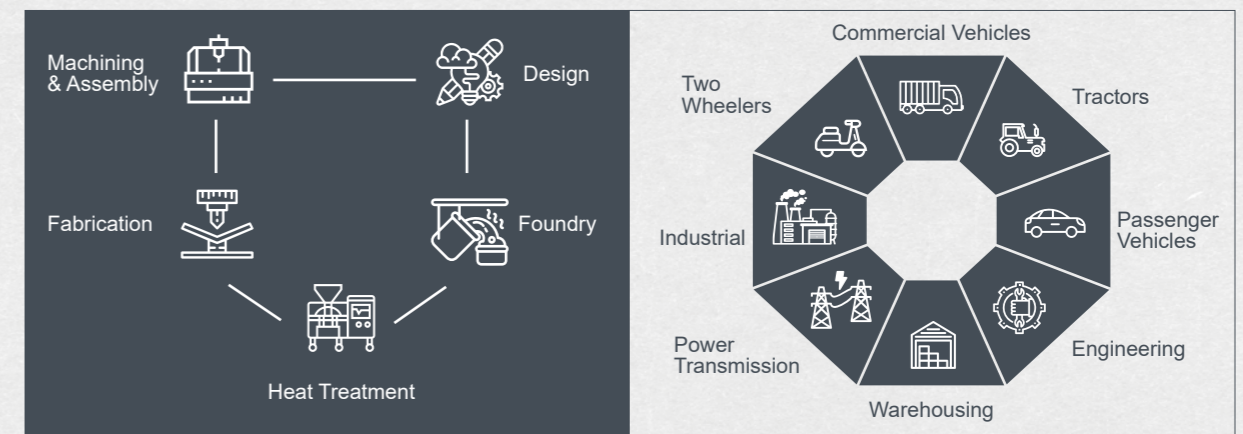 Machining
& Assembly
Design
Fabrication
Foundry
Heat Treatment
Commercial Vehicles
Two
Wheelers
Tractors
Industrial
Passenger
Vehicles
Power
Transmission
Engineering
Warehousing